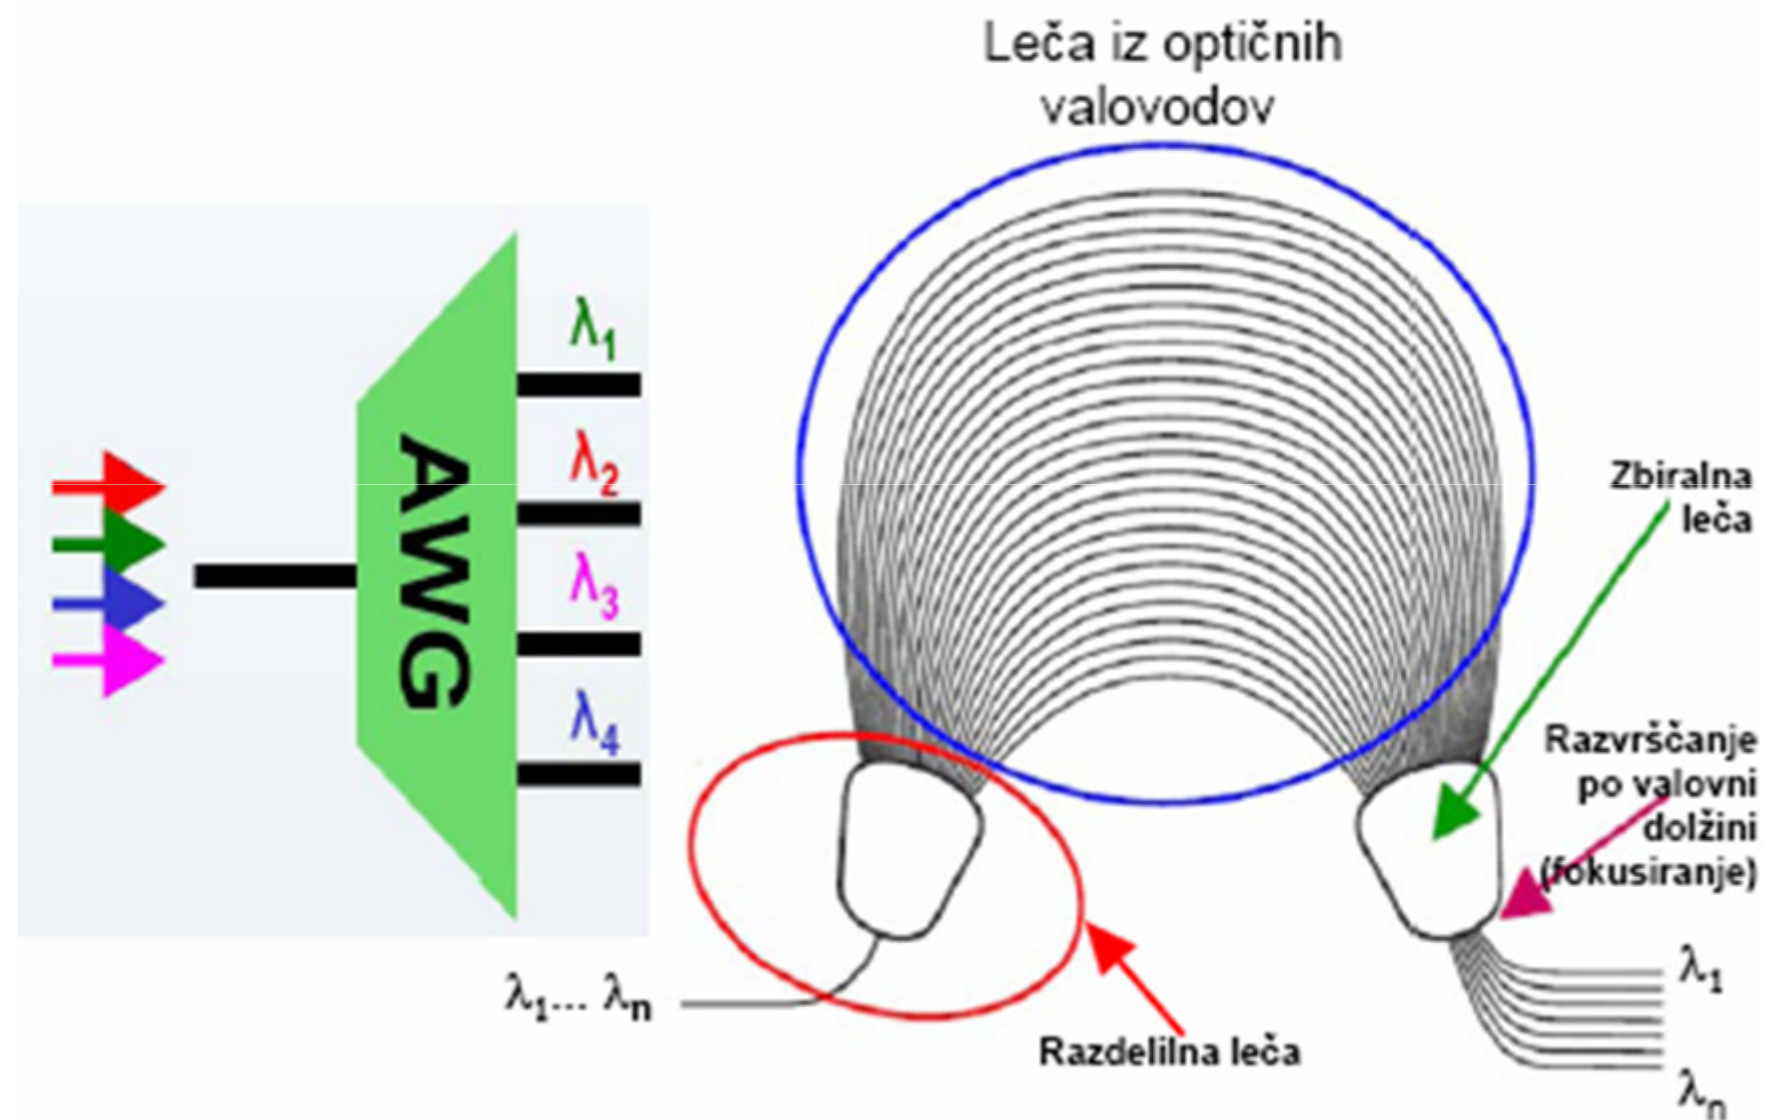 Leča iz optičnih
valovodov
λ1
λ2
λ3
λ4
AWG
Zbiralna
leča
Razvrščanje
po valovni
dolžini
(fokusiranje)
λ1... λn
Razdelilna leča
λ1
λn